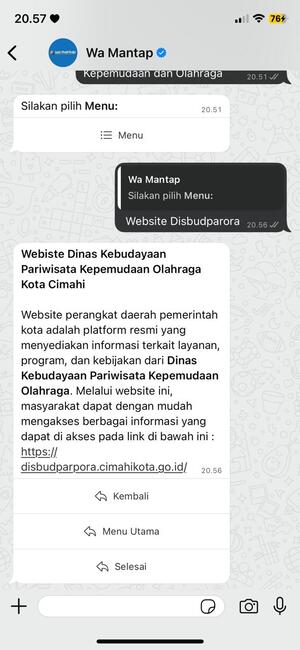 20.57
76
Wa Mantap
Kepemudaan dan Olahraga
20.51
Silakan pilih Menu:
20.51
Menu
Wa Mantap
Silakan pilih Menu:
Website Disbudparora
20.56
Webiste Dinas Kebudayaan
Pariwisata Kepemudaan Olahraga
Kota Cimahi
Website perangkat daerah pemerintah
kota adalah platform resmi yang
menyediakan informasi terkait layanan,
program, dan kebijakan dari Dinas
Kebudayaan Pariwisata Kepemudaan
Olahraga. Melalui website ini,
masyarakat dapat dengan mudah
mengakses berbagai informasi yang
dapat di akses pada link di bawah ini :
https://
disbudparpora.cimahikota.go.id/
20.56
Kembali
Menu Utama
Selesai